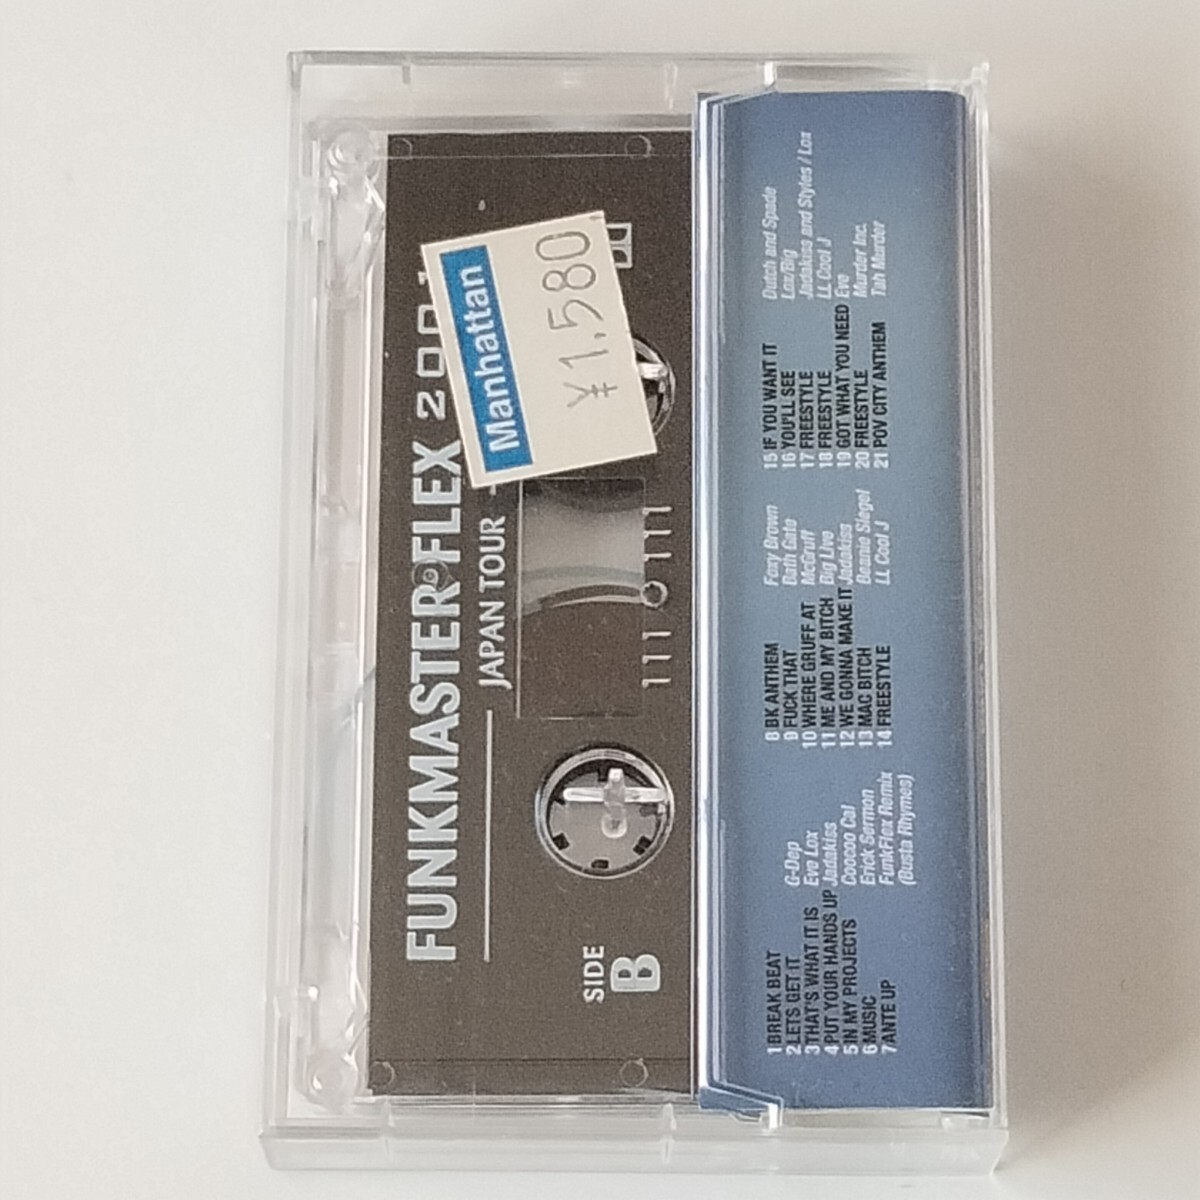 FUNKMASTER FLEX 2001
JAPAN TOUR
SIDE
B
Manhattan
¥1,580
1 BREAK BEAT
2 LETS GET IT G-Dep
3 THAT'S WHAT IT IS Eve Lox
4 PUT YOUR HANDS UP Jadakiss
5 IN MY PROJECTS Coocoo Cal
6 MUSIC Erick Sermon
7 ANTE UP FunkFlex Remix
(Busta Rhymes)
8 BK ANTHEM Foxy Brown
9 FUCK THAT Bath Gate
10 WHERE GRUFF AT McGruff
11 ME AND MY BITCH Big Live
12 WE GONNA MAKE IT Jadakiss
13 MAC BITCH Beanie Siegel
14 FREESTYLE LL Cool J
15 IF YOU WANT IT Dutch and Spade
16 YOU'LL SEE Lox/Big
17 FREESTYLE Jadakiss and Styles / Lox
18 FREESTYLE LL Cool J
19 GOT WHAT YOU NEED Eve
20 FREESTYLE Murder Inc.
21 POV CITY ANTHEM Tah Murder